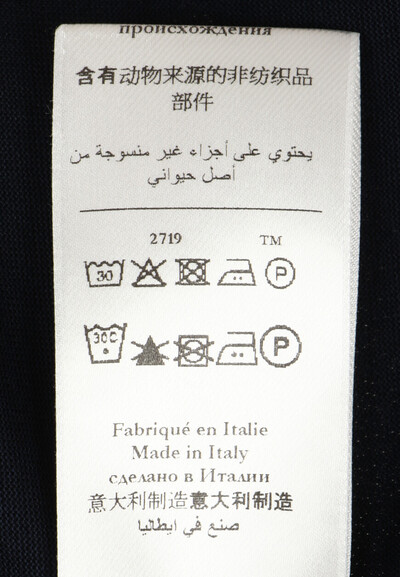 происхождения
含有动物来源的非纺织品
部件
يحتوي على أجزاء غير منسوجة من
أصل حيواني
2719 TM
30 P
30C P
Fabriqué en Italie
Made in Italy
сделано в Италии
意大利制造意大利制造
صنع في ايطاليا